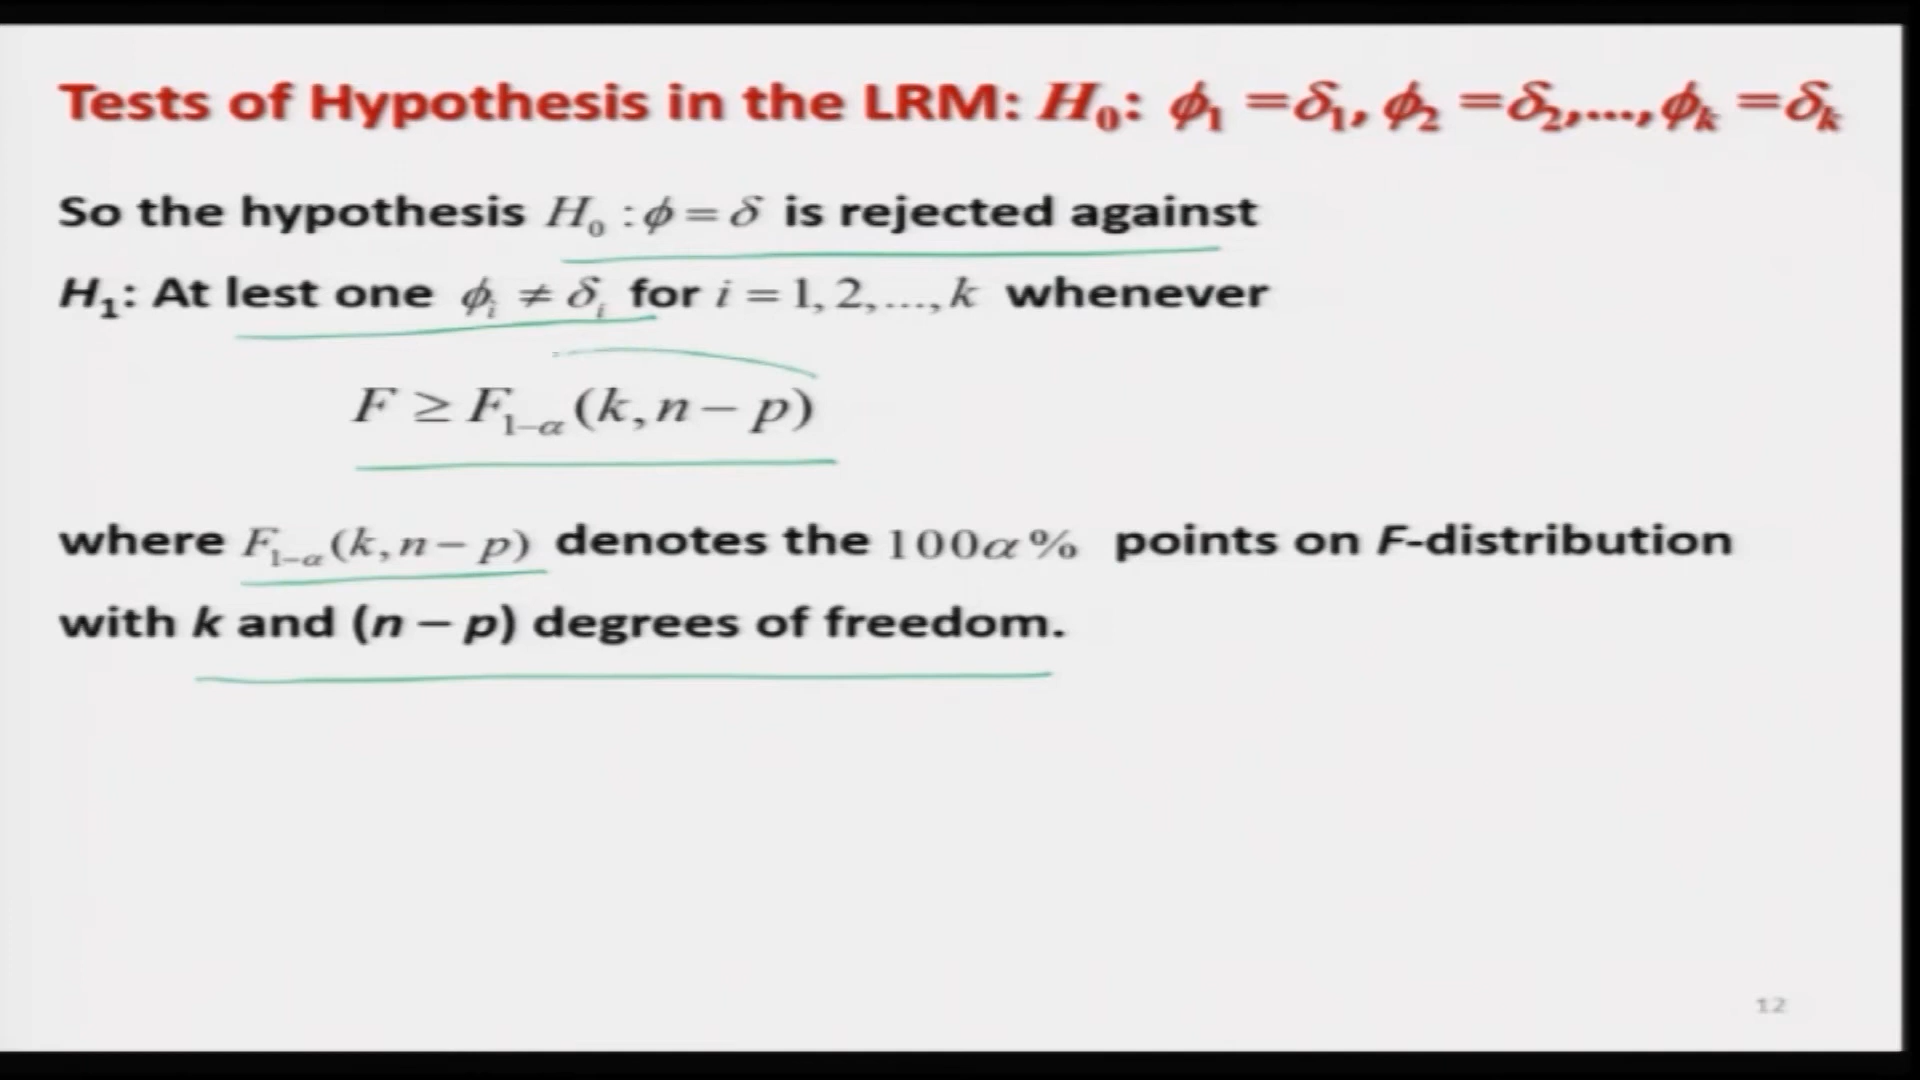 Tests of Hypothesis in the LRM: H₀: ϕ₁ =δ₁, ϕ₂ =δ₂,..., ϕₖ =δₖ
So the hypothesis H₀ : ϕ = δ is rejected against
H₁: At lest one ϕᵢ ≠ δᵢ for i = 1, 2, ..., k whenever
F ≥ F₁₋α (k, n − p)
where F₁₋α (k, n − p) denotes the 100α% points on F-distribution
with k and (n – p) degrees of freedom.
12